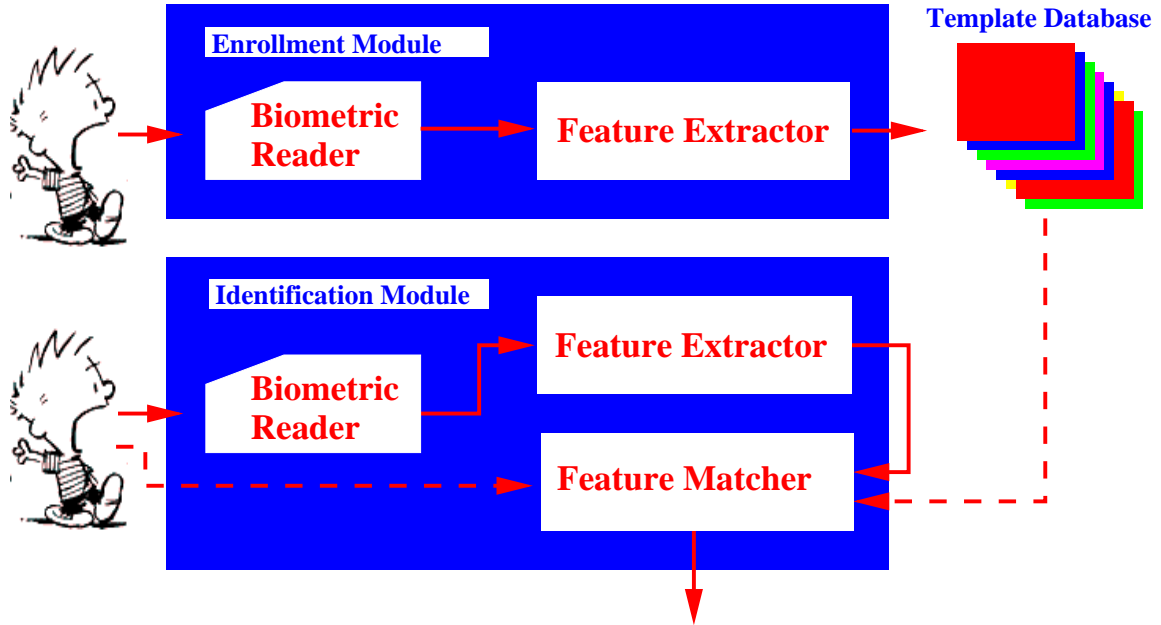 Template Database
Enrollment Module
Biometric
Reader
Feature Extractor
Identification Module
Feature Extractor
Biometric
Reader
Feature Matcher